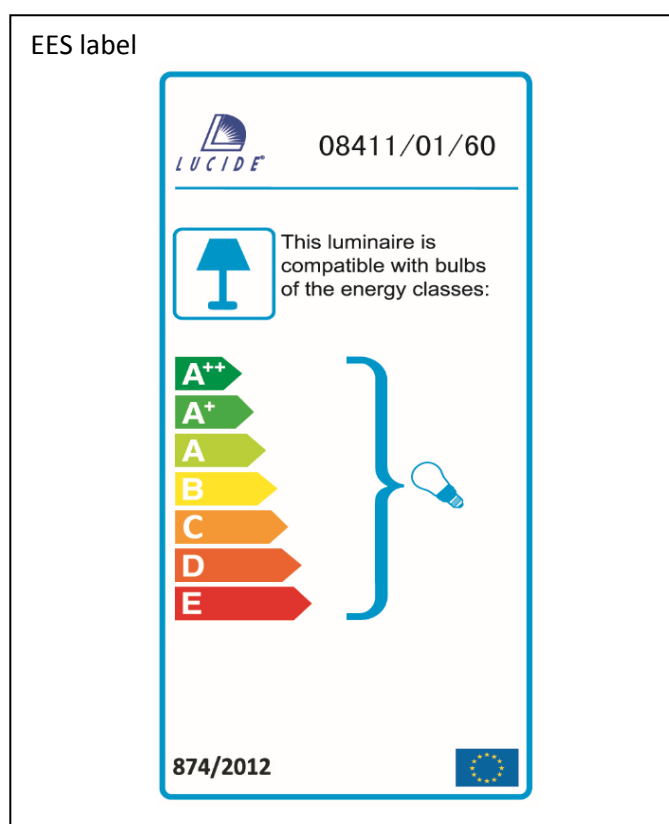 EES label
LUCIDE®
08411/01/60
This luminaire is
compatible with bulbs
of the energy classes:
A++
A+
A
B
C
D
E
874/2012